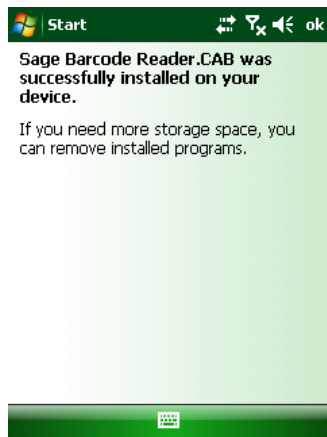 Start ok
Sage Barcode Reader.CAB was
successfully installed on your
device.
If you need more storage space, you
can remove installed programs.